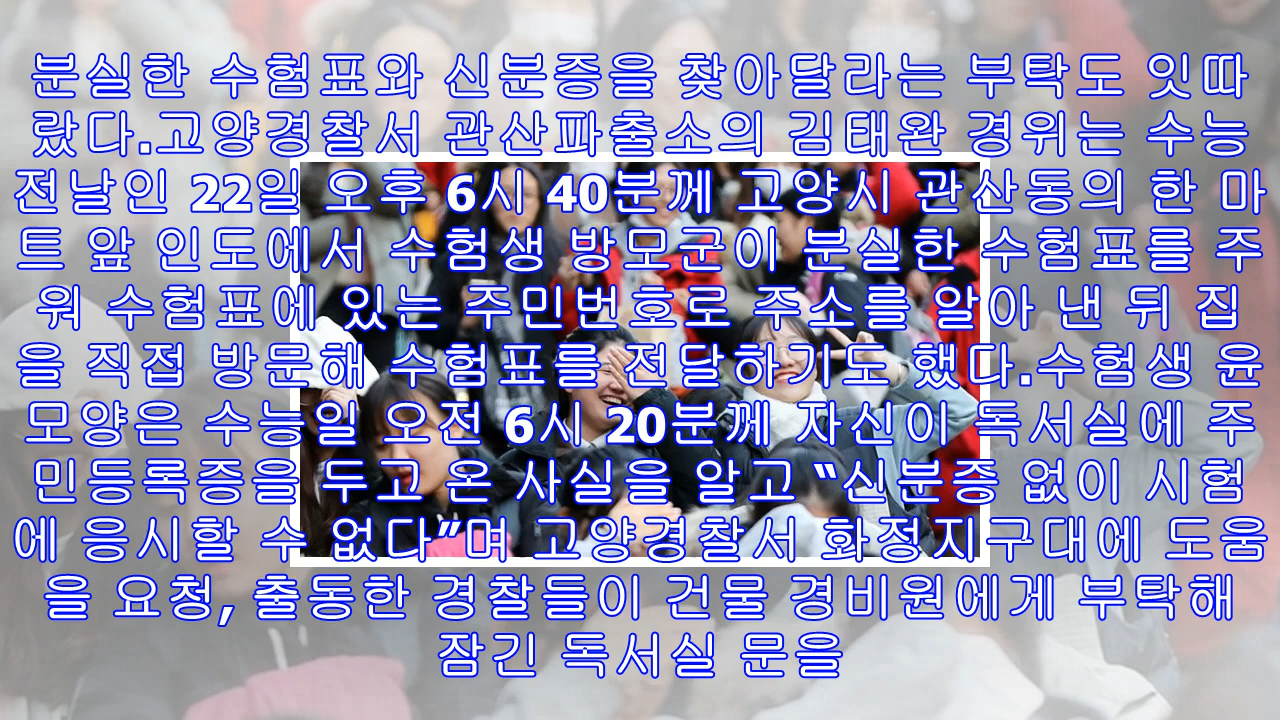 분실한 수험표와 신분증을 찾아달라는 부탁도 잇따
랐다.고양경찰서 관산파출소의 김태완 경위는 수능
전날인 22일 오후 6시 40분께 고양시 관산동의 한 마
트 앞 인도에서 수험생 방모군이 분실한 수험표를 주
워 수험표에 있는 주민번호로 주소를 알아 낸 뒤 집
을 직접 방문해 수험표를 전달하기도 했다.수험생 윤
모양은 수능일 오전 6시 20분께 자신이 독서실에 주
민등록증을 두고 온 사실을 알고 “신분증 없이 시험
에 응시할 수 없다”며 고양경찰서 화정지구대에 도움
을 요청, 출동한 경찰들이 건물 경비원에게 부탁해
잠긴 독서실 문을